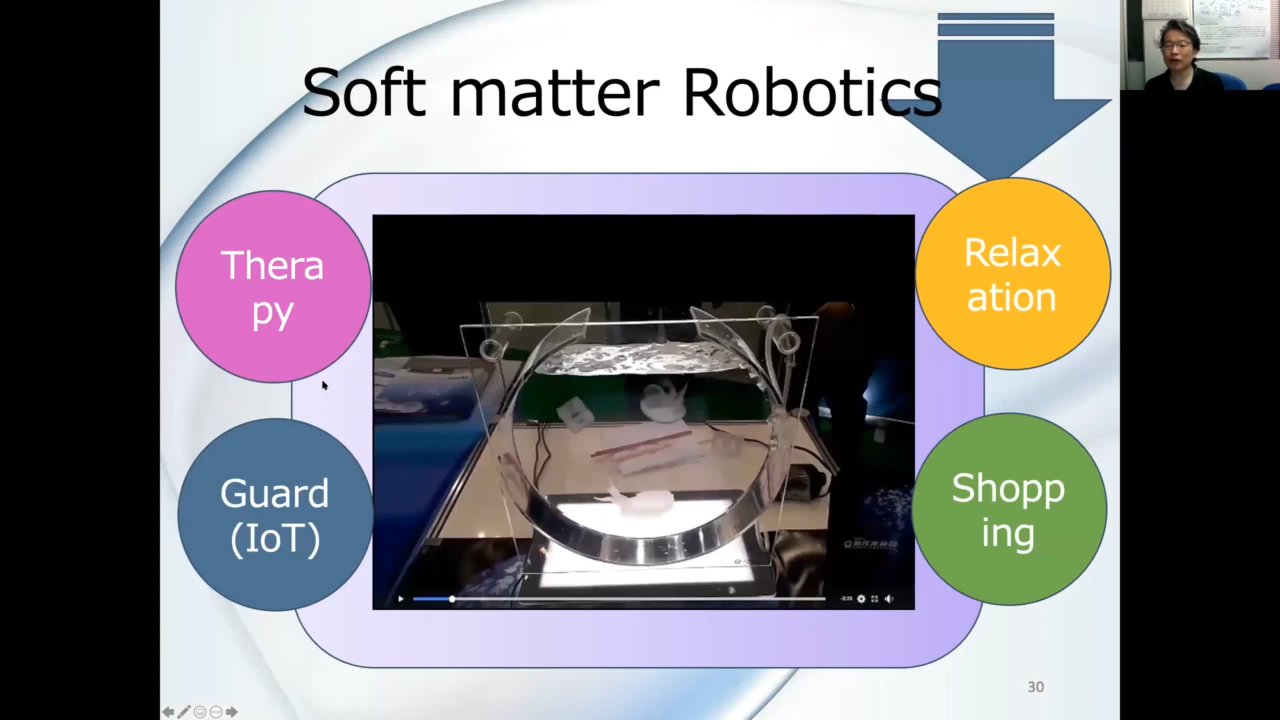 Soft matter Robotics
Thera
py
Relax
ation
Guard
(IoT)
Shopp
ing
30